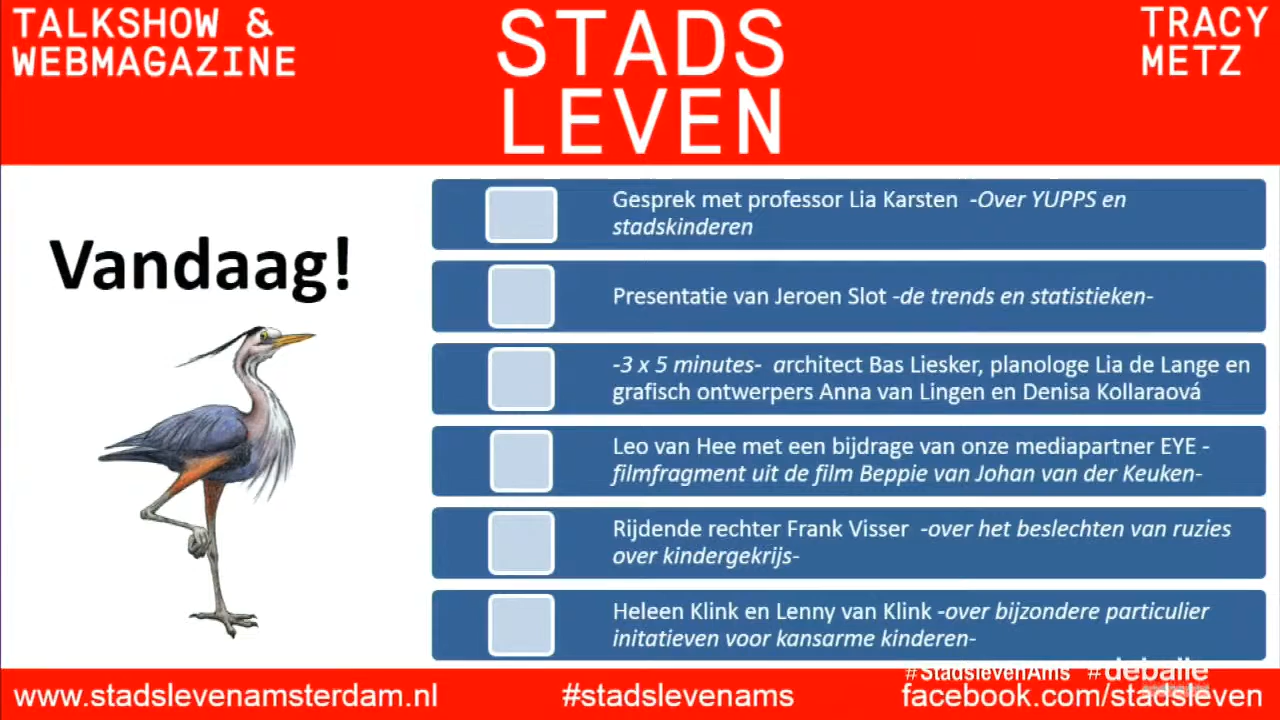 TALKSHOW &
WEBMAGAZINE
STADS
LEVEN
TRACY
METZ
Vandaag!
Gesprek met professor Lia Karsten -Over YUPPS en
stadskinderen
Presentatie van Jeroen Slot -de trends en statistieken-
-3 x 5 minutes- architect Bas Liesker, planologe Lia de Lange en
grafisch ontwerpers Anna van Lingen en Denisa Kollaraová
Leo van Hee met een bijdrage van onze mediapartner EYE -
filmfragment uit de film Beppie van Johan van der Keuken-
Rijdende rechter Frank Visser -over het beslechten van ruzies
over kindergekrijs-
Heleen Klink en Lenny van Klink -over bijzondere particulier
initatieven voor kansarme kinderen-
#StadslevenAms #deballe
www.stadslevenamsterdam.nl
#stadslevenams
facebook.com/stadsleven